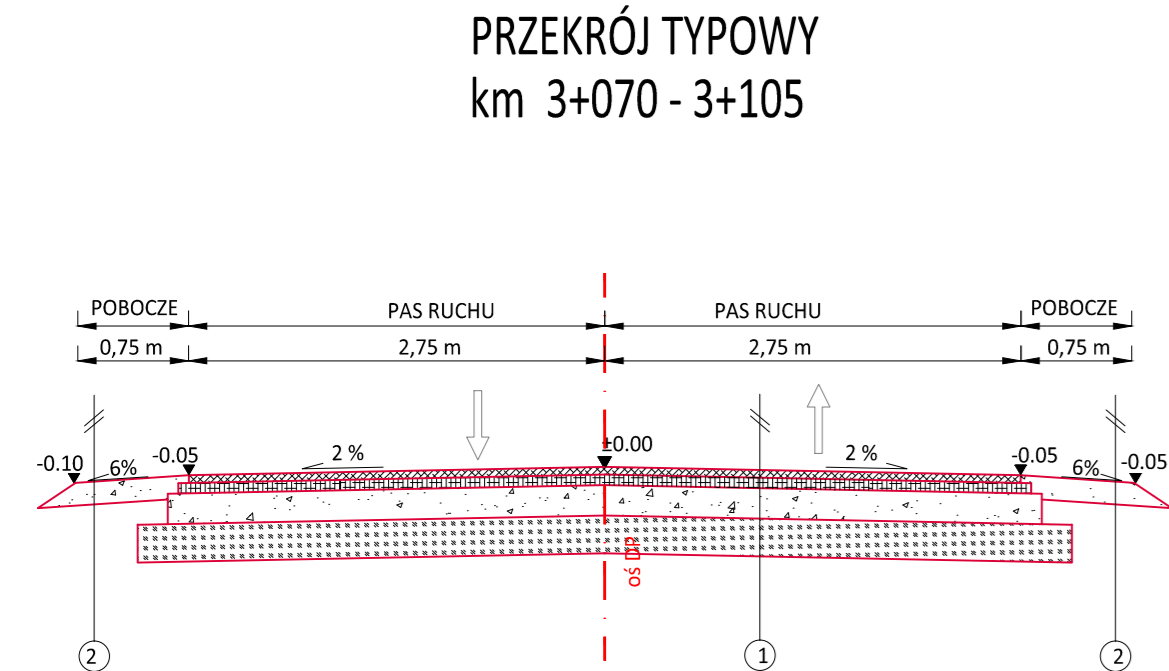 PRZEKRÓJ TYPOWY
km 3+070 - 3+105
POBOCZE PAS RUCHU PAS RUCHU POBOCZE
0,75 m 2,75 m 2,75 m 0,75 m
-0.10 6% -0.05 2 % ±0.00 2 % -0.05 6% -0.05
oś DP
2 1 2